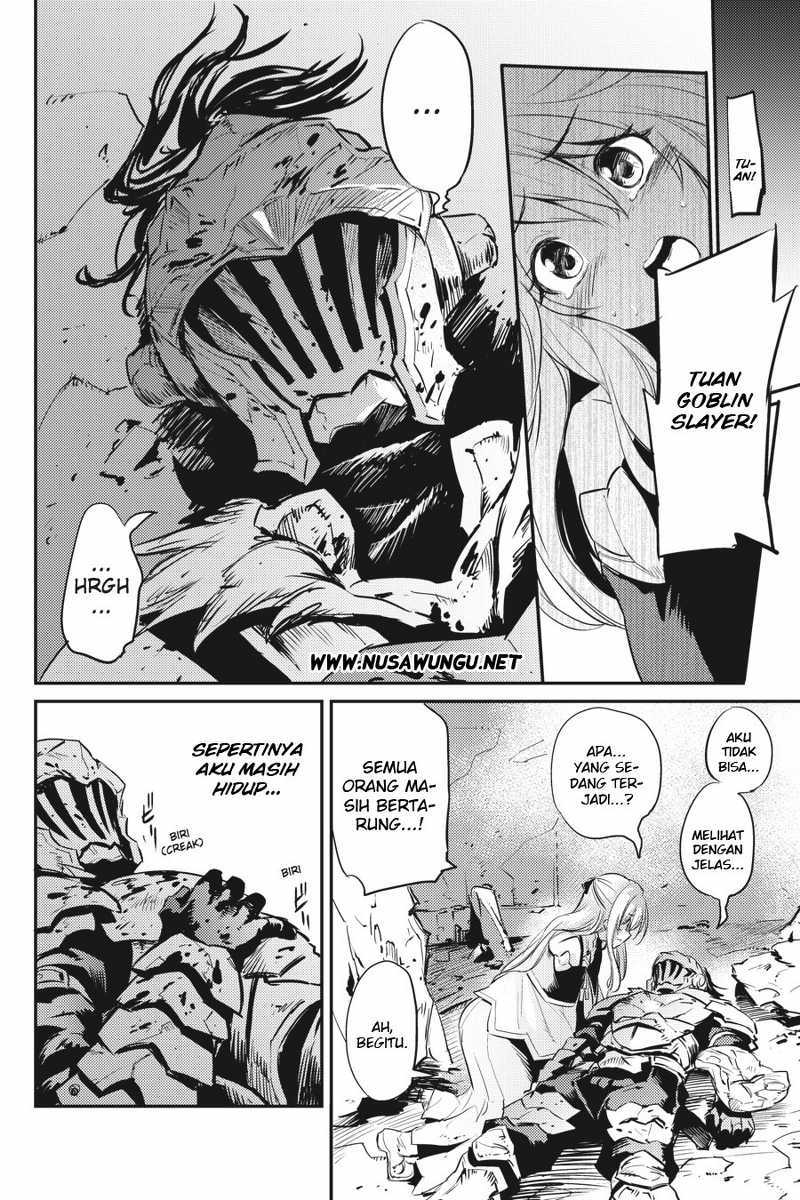 TU-
AN!
TUAN
GOBLIN
SLAYER!
...
...
HRGH
...
WWW.NUSAWUNGU.NET
AKU
TIDAK
BISA...
MELIHAT
DENGAN
JELAS...
APA...
YANG SE-
DANG TER-
JADI...?
SEMUA
ORANG MA-
SIH BERTA-
RUNG...!
AH,
BEGITU.
SEPERTINYA
AKU MASIH
HIDUP...
BIRI
(CREAK)
BIRI